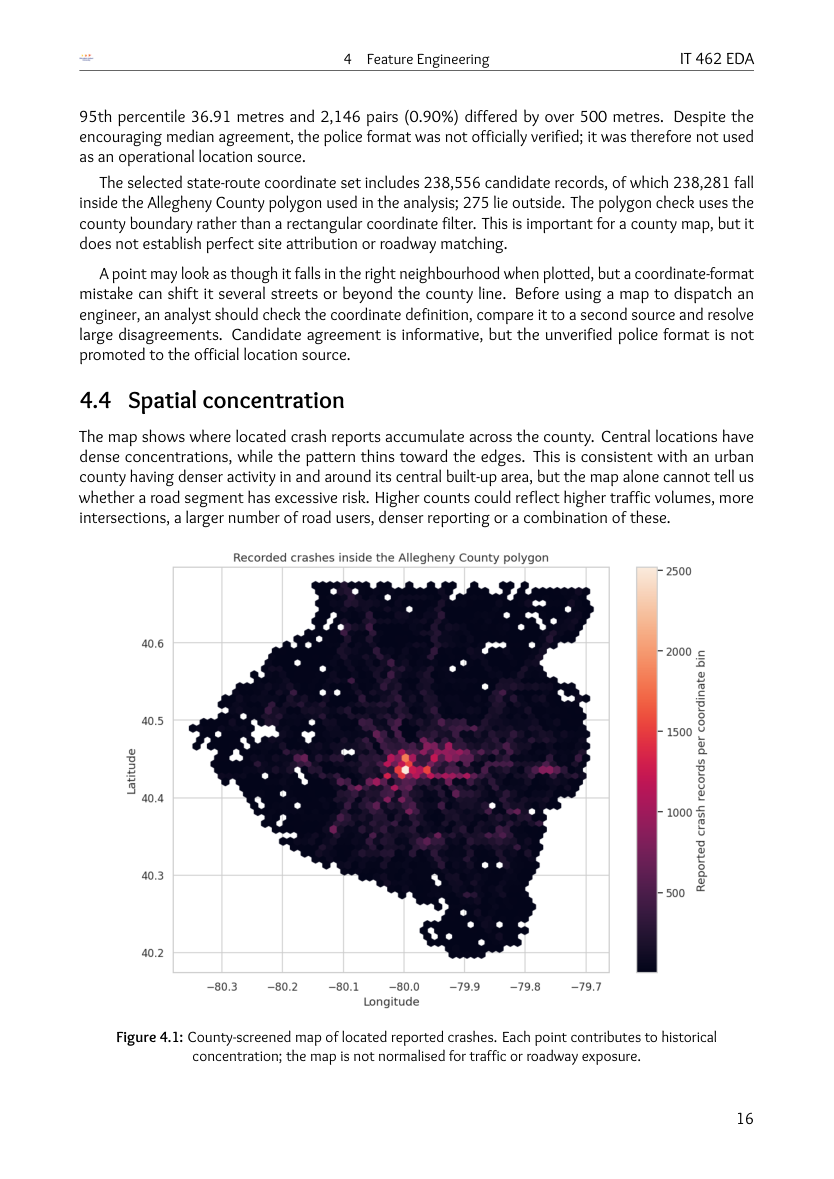 4 Feature Engineering
IT 462 EDA
95th percentile 36.91 metres and 2,146 pairs (0.90%) differed by over 500 metres. Despite the
encouraging median agreement, the police format was not officially verified; it was therefore not used
as an operational location source.
The selected state-route coordinate set includes 238,556 candidate records, of which 238,281 fall
inside the Allegheny County polygon used in the analysis; 275 lie outside. The polygon check uses the
county boundary rather than a rectangular coordinate filter. This is important for a county map, but it
does not establish perfect site attribution or roadway matching.
A point may look as though it falls in the right neighbourhood when plotted, but a coordinate-format
mistake can shift it several streets or beyond the county line. Before using a map to dispatch an
engineer, an analyst should check the coordinate definition, compare it to a second source and resolve
large disagreements. Candidate agreement is informative, but the unverified police format is not
promoted to the official location source.
4.4 Spatial concentration
The map shows where located crash reports accumulate across the county. Central locations have
dense concentrations, while the pattern thins toward the edges. This is consistent with an urban
county having denser activity in and around its central built-up area, but the map alone cannot tell us
whether a road segment has excessive risk. Higher counts could reflect higher traffic volumes, more
intersections, a larger number of road users, denser reporting or a combination of these.
Recorded crashes inside the Allegheny County polygon
40.6
40.5
40.4
40.3
40.2
Latitude
−80.3 −80.2 −80.1 −80.0 −79.9 −79.8 −79.7
Longitude
2500
2000
1500
1000
500
Reported crash records per coordinate bin
Figure 4.1: County-screened map of located reported crashes. Each point contributes to historical
concentration; the map is not normalised for traffic or roadway exposure.
16